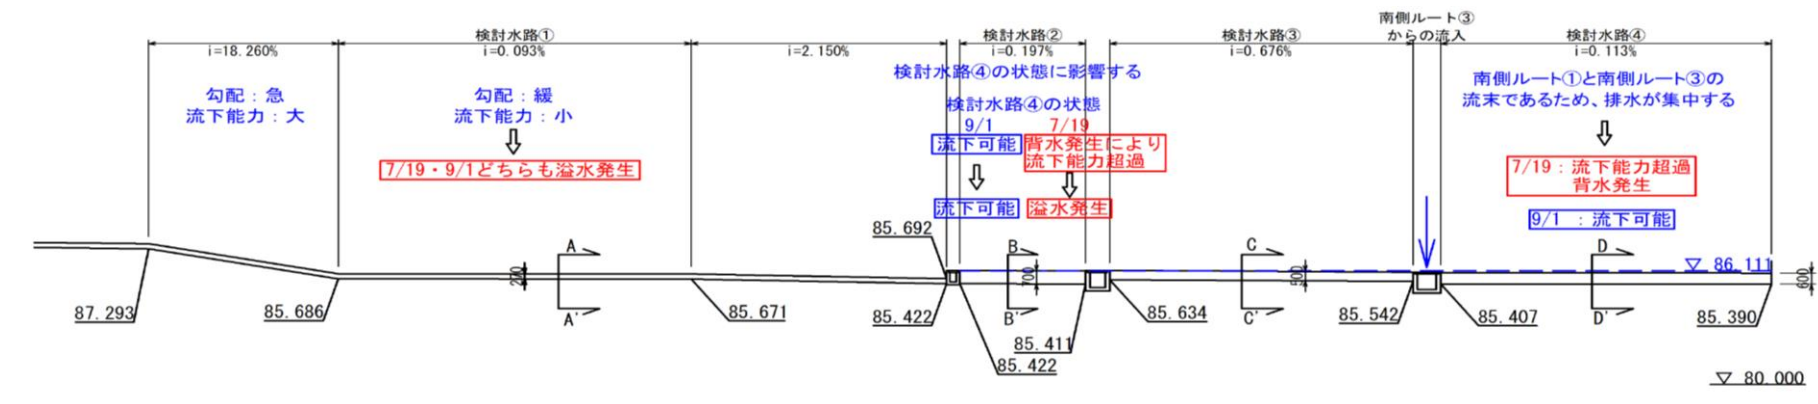 南側ルート③
からの流入
検討水路①
検討水路②
検討水路③
検討水路④
i=18.260%
i=0.093%
i=2.150%
i=0.197%
i=0.676%
i=0.113%
勾配：急
流下能力：大
勾配：緩
流下能力：小
7/19・9/1どちらも溢水発生
検討水路④の状態に影響する
検討水路④の状態
9/1
流下可能
流下可能
7/19
背水発生により
流下能力超過
溢水発生
南側ルート①と南側ルート③の
流末であるため、排水が集中する
7/19：流下能力超過
背水発生
9/1 ：流下可能
85.692
A
B
C
D
▽ 86.111
700
500
600
A'
B'
C'
D'
87.293
85.686
85.671
85.422
85.411
85.422
85.634
85.542
85.407
85.390
▽ 80.000